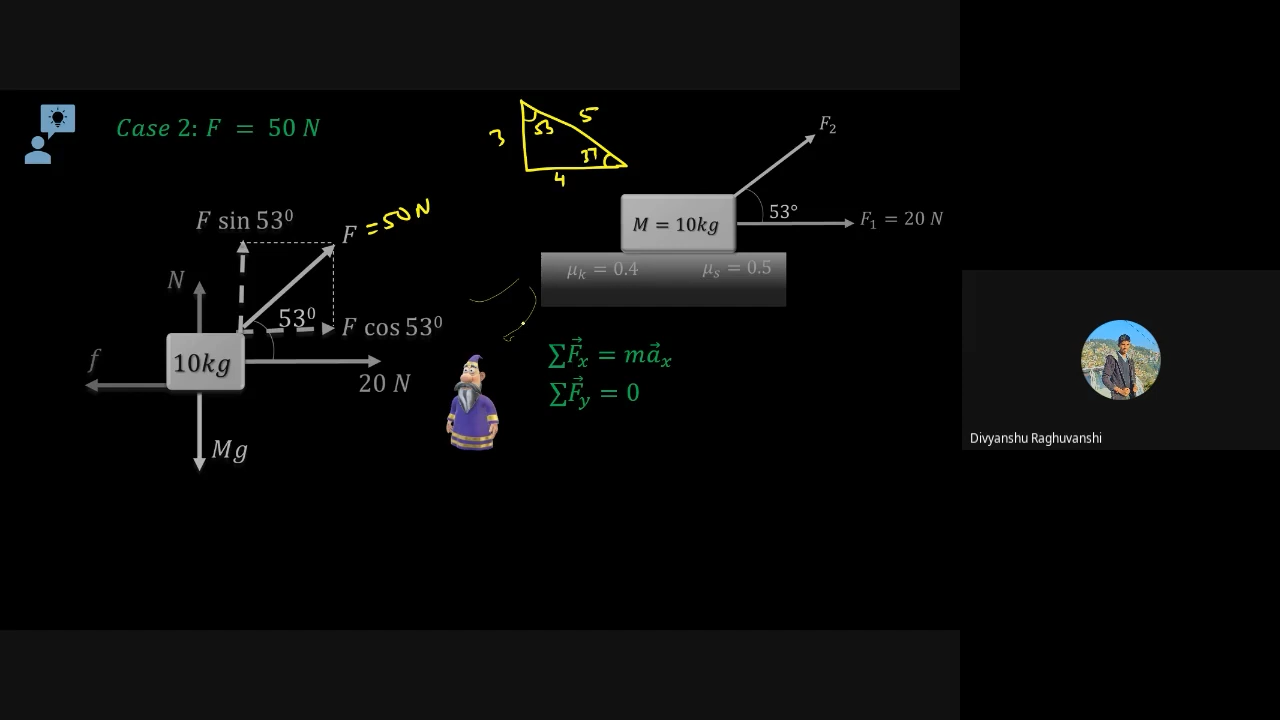 Case 2: F = 50 N
53
5
3
37
4
F sin 53⁰
F = 50 N
N
53⁰
F cos 53⁰
f
10kg
20 N
Mg
F₂
53°
M = 10kg
F₁ = 20 N
μₖ = 0.4
μₛ = 0.5
∑F⃗ₓ = ma⃗ₓ
∑F⃗ᵧ = 0
Divyanshu Raghuvanshi